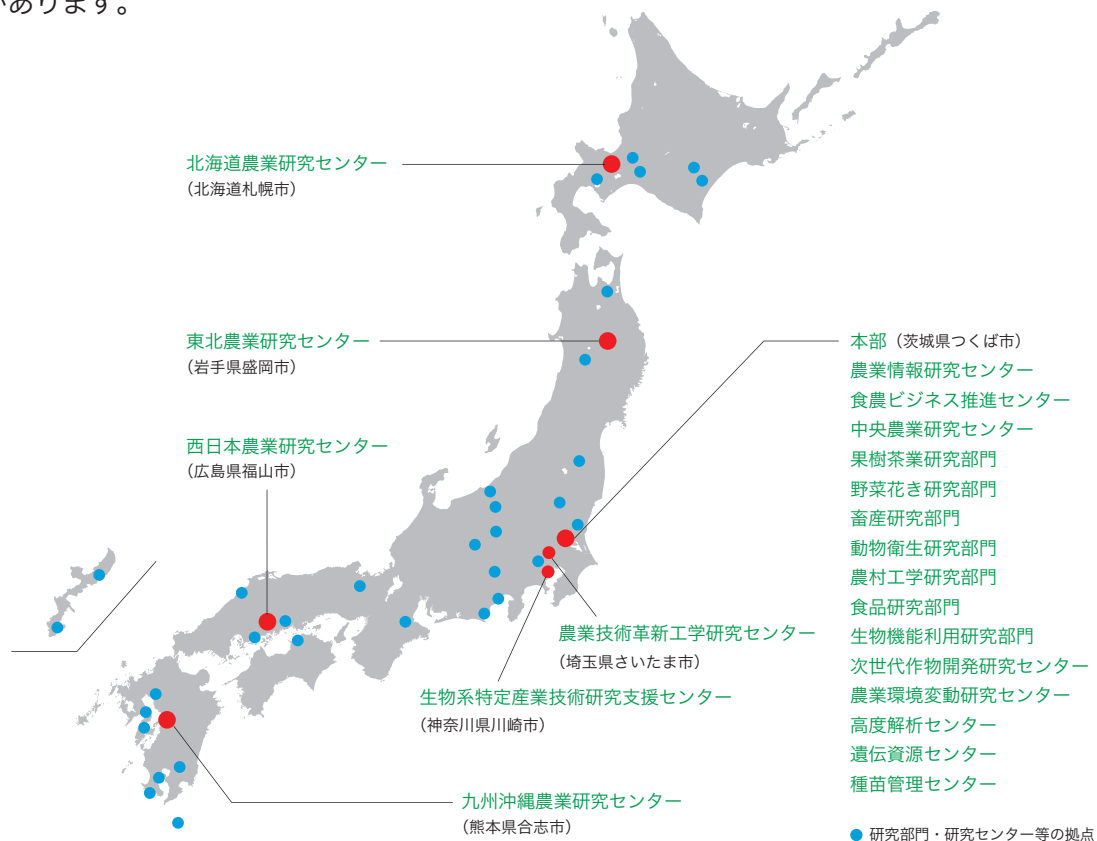 があります。
北海道農業研究センター
（北海道札幌市）
東北農業研究センター
（岩手県盛岡市）
西日本農業研究センター
（広島県福山市）
本部（茨城県つくば市）
農業情報研究センター
食農ビジネス推進センター
中央農業研究センター
果樹茶業研究部門
野菜花き研究部門
畜産研究部門
動物衛生研究部門
農村工学研究部門
食品研究部門
生物機能利用研究部門
次世代作物開発研究センター
農業環境変動研究センター
高度解析センター
遺伝資源センター
種苗管理センター
農業技術革新工学研究センター
（埼玉県さいたま市）
生物系特定産業技術研究支援センター
（神奈川県川崎市）
九州沖縄農業研究センター
（熊本県合志市）
研究部門・研究センター等の拠点